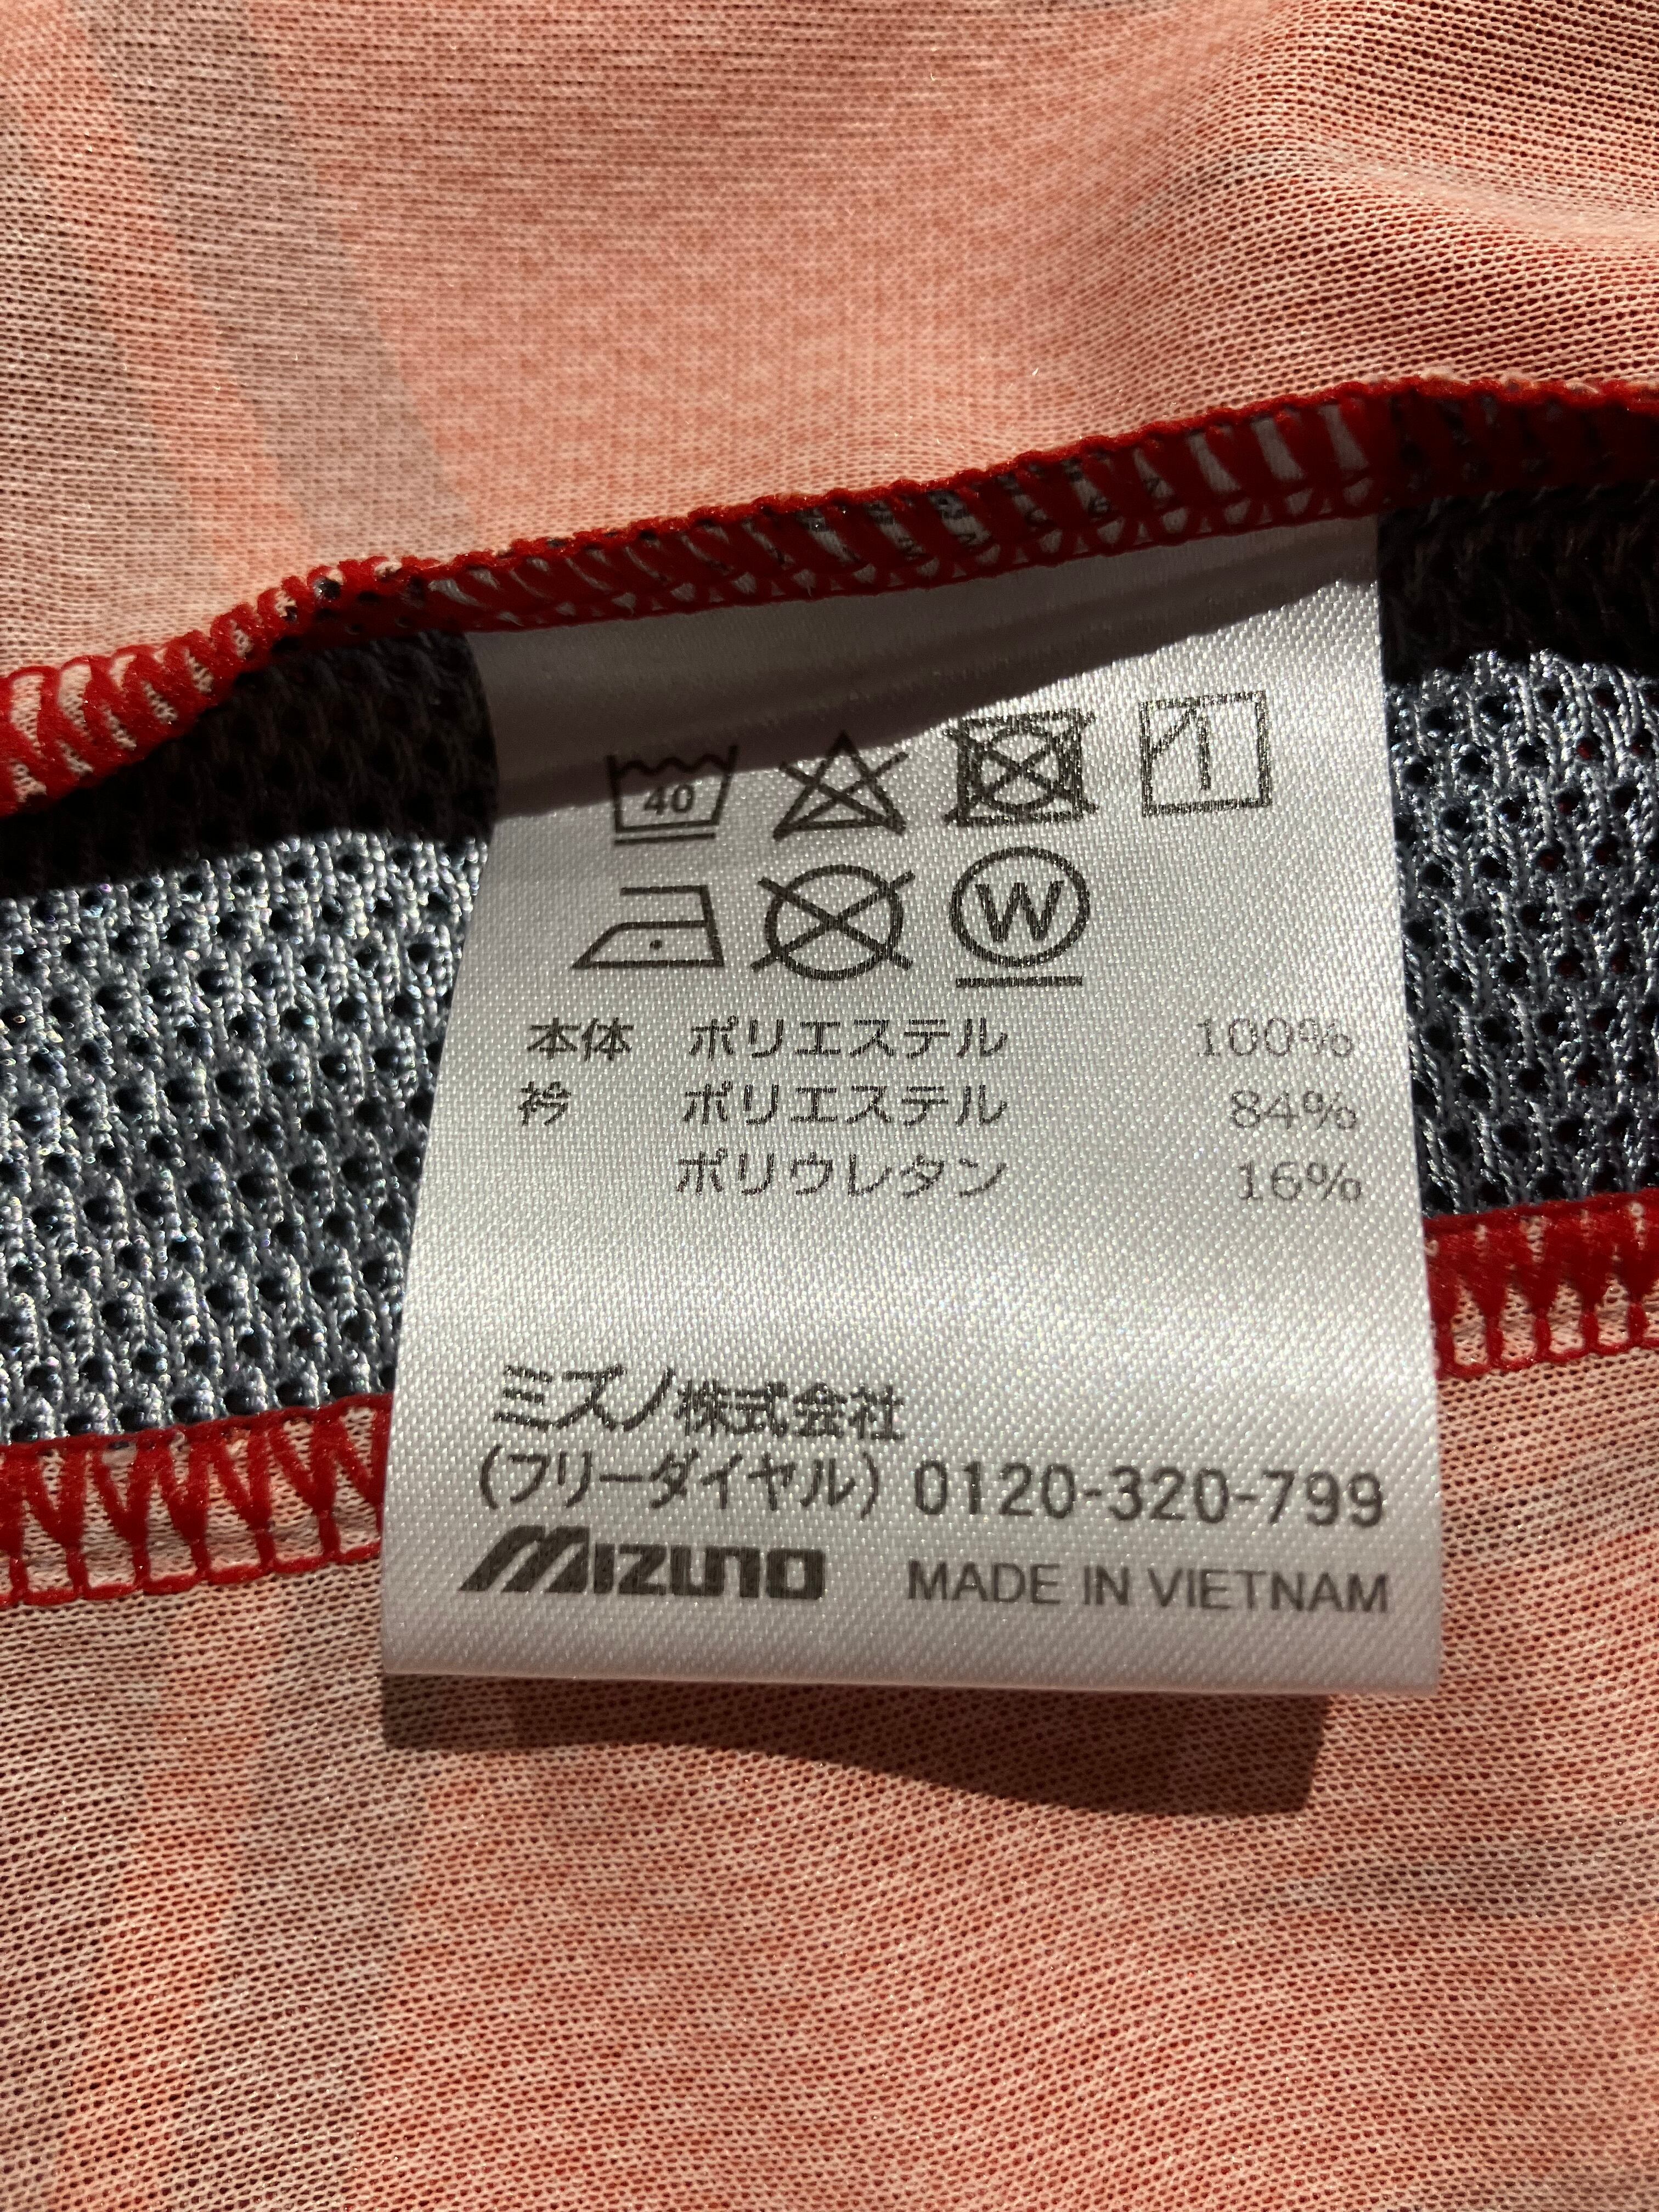 40
W
本体 ポリエステル 100%
衿 ポリエステル 84%
ポリウレタン 16%
ミズノ株式会社
(フリーダイヤル) 0120-320-799
MIZUNO MADE IN VIETNAM